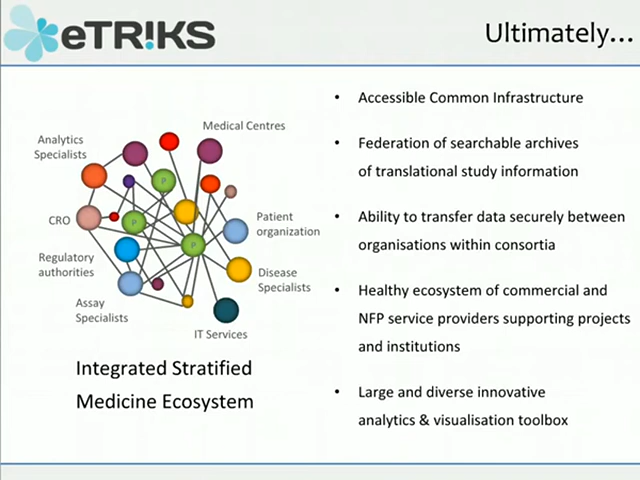 eTR!KS
Ultimately...
Analytics
Specialists
Medical Centres
P
P
CRO
P
Patient
organization
Regulatory
authorities
Disease
Specialists
Assay
Specialists
IT Services
Integrated Stratified
Medicine Ecosystem
• Accessible Common Infrastructure
• Federation of searchable archives
of translational study information
• Ability to transfer data securely between
organisations within consortia
• Healthy ecosystem of commercial and
NFP service providers supporting projects
and institutions
• Large and diverse innovative
analytics & visualisation toolbox